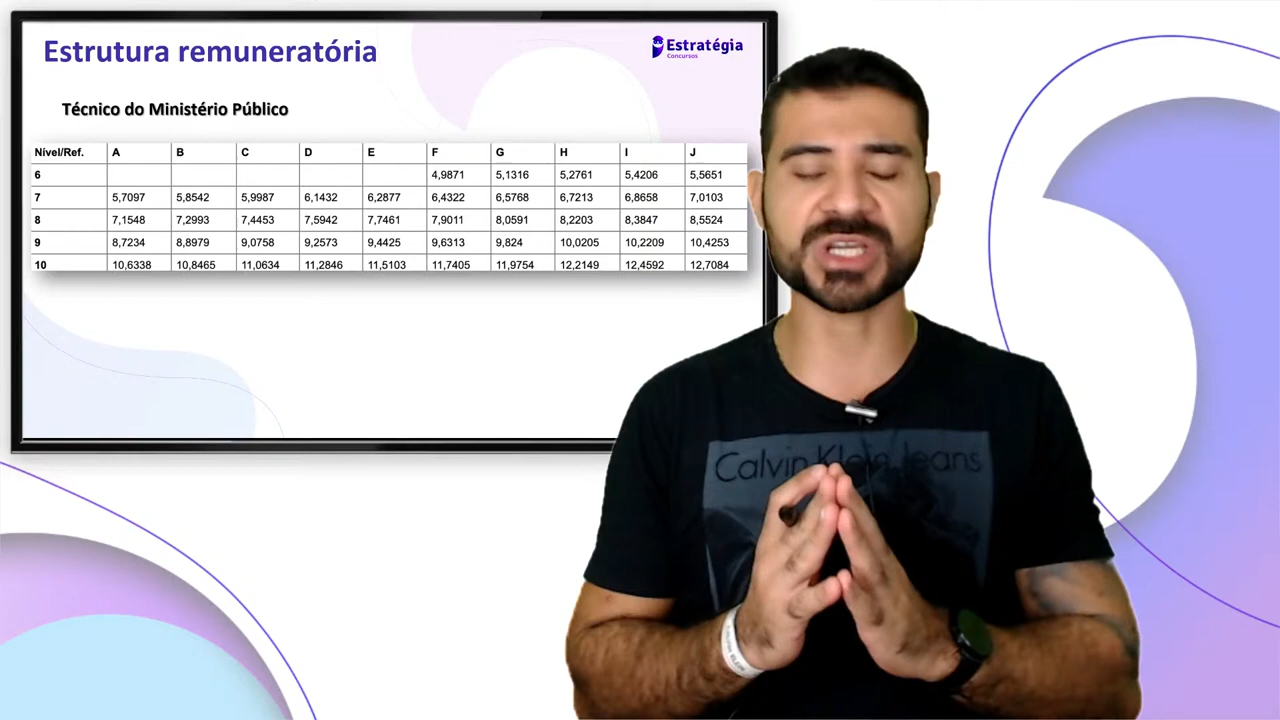 Estrutura remuneratória
Estratégia
Concursos
Técnico do Ministério Público
Nível/Ref. A B C D E F G H I J
6 4,9871 5,1316 5,2761 5,4206 5,5651
7 5,7097 5,8542 5,9987 6,1432 6,2877 6,4322 6,5768 6,7213 6,8658 7,0103
8 7,1548 7,2993 7,4453 7,5942 7,7461 7,9011 8,0591 8,2203 8,3847 8,5524
9 8,7234 8,8979 9,0758 9,2573 9,4425 9,6313 9,824 10,0205 10,2209 10,4253
10 10,6338 10,8465 11,0634 11,2846 11,5103 11,7405 11,9754 12,2149 12,4592 12,7084
Calvin Klein Jeans